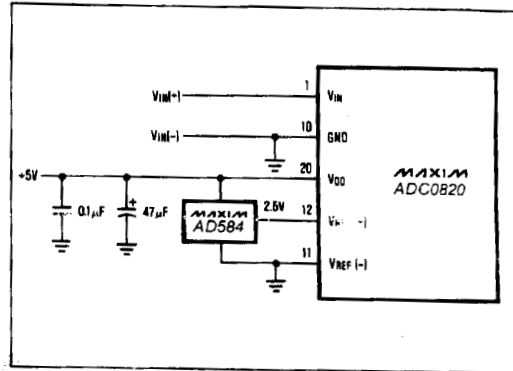 1
VIN(+)
VIN
10
VIN(-)
GND
20
+5V
VDD
MAXIM
ADC0820
0.1µF
+
47µF
MAXIM
AD584
2.5V
12
11
VREF (-)